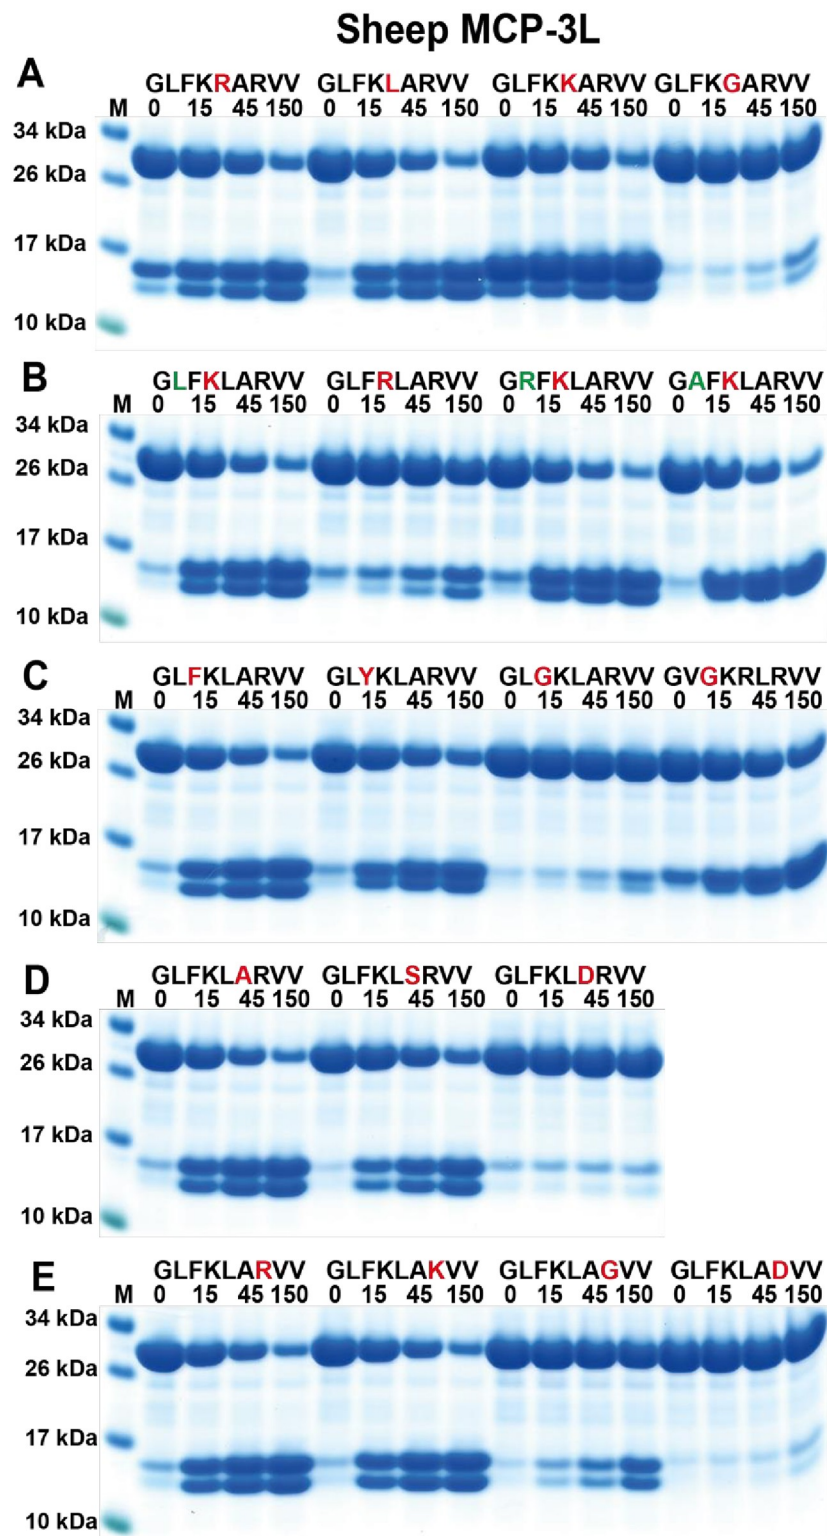 Sheep MCP-3L
A
GLFKRARVV GLFKLARVV GLFKKARVV GLFKGARVV
M 0 15 45 150 0 15 45 150 0 15 45 150 0 15 45 150
34 kDa
26 kDa
17 kDa
10 kDa
B
GLFKLARVV GLFRLARVV GRFKLARVV GAFKLARVV
M 0 15 45 150 0 15 45 150 0 15 45 150 0 15 45 150
34 kDa
26 kDa
17 kDa
10 kDa
C
GLFKLARVV GLYKLARVV GLGKLARVV GVGKRLRVV
M 0 15 45 150 0 15 45 150 0 15 45 150 0 15 45 150
34 kDa
26 kDa
17 kDa
10 kDa
D
GLFKLARVV GLFKLSRVV GLFKLDRVV
M 0 15 45 150 0 15 45 150 0 15 45 150
34 kDa
26 kDa
17 kDa
10 kDa
E
GLFKLARVV GLFKLAKVV GLFKLAGVV GLFKLADVV
M 0 15 45 150 0 15 45 150 0 15 45 150 0 15 45 150
34 kDa
26 kDa
17 kDa
10 kDa